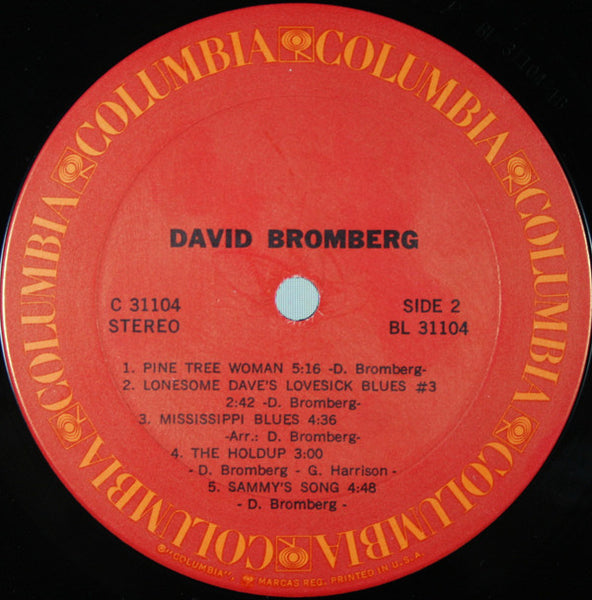 COLUMBIA COLUMBIA COLUMBIA COLUMBIA COLUMBIA COLUMBIA
DAVID BROMBERG
C 31104
STEREO
SIDE 2
BL 31104
1. PINE TREE WOMAN 5:16 -D. Bromberg-
2. LONESOME DAVE'S LOVESICK BLUES #3
2:42 -D. Bromberg-
3. MISSISSIPPI BLUES 4:36
-Arr.: D. Bromberg-
4. THE HOLDUP 3:00
- D. Bromberg - G. Harrison -
5. SAMMY'S SONG 4:48
- D. Bromberg -
"COLUMBIA", MARCAS REG. PRINTED IN U.S.A.